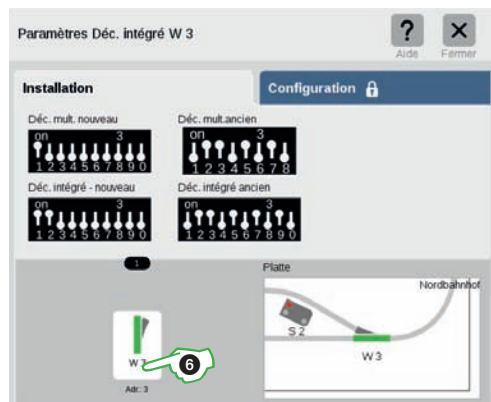 Paramètres Déc. intégré W 3
?
Aide
Fermer
Installation
Configuration
Déc. mult. nouveau
on 3
1 2 3 4 5 6 7 8 9 0
Déc. mult.ancien
on 3
1 2 3 4 5 6 7 8
Déc. intégré - nouveau
on 3
1 2 3 4 5 6 7 8 9 0
Déc. intégré ancien
on 3
1 2 3 4 5 6 7 8 9 0
1
W 3
6
Adr.: 3
Platte
Nordbahnhof
S 2
W 3